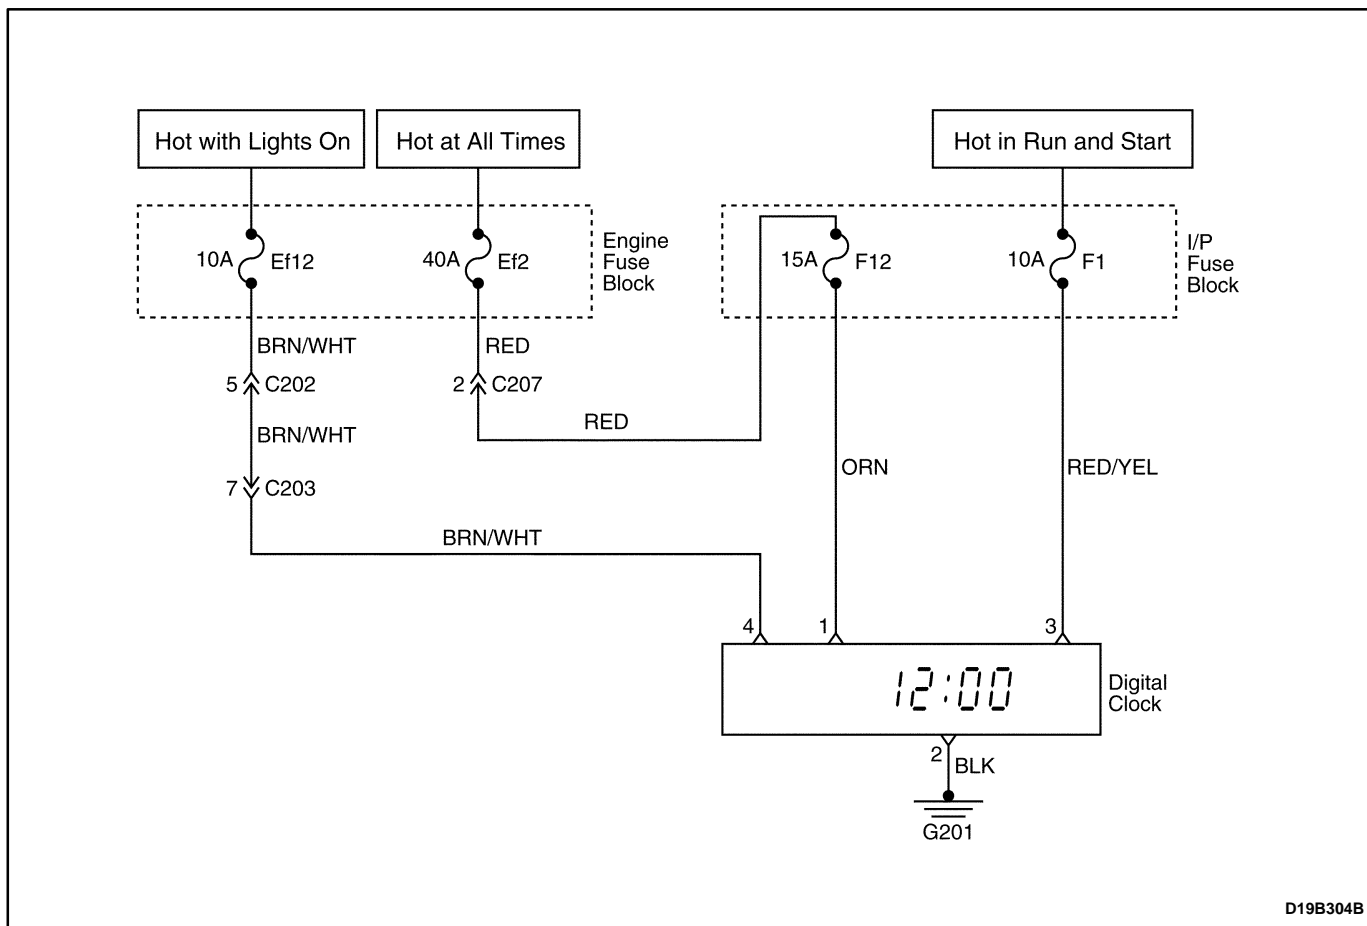 Hot with Lights On
Hot at All Times
Hot in Run and Start
10A
Ef12
40A
Ef2
Engine
Fuse
Block
15A
F12
10A
F1
I/P
Fuse
Block
BRN/WHT
RED
5
C202
2
C207
RED
BRN/WHT
ORN
RED/YEL
7
C203
BRN/WHT
4
1
3
12:00
Digital
Clock
2
BLK
G201
D19B304B